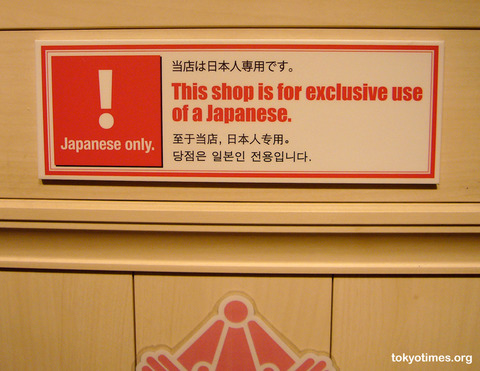 当店は日本人専用です。
This shop is for exclusive use
of a Japanese.
Japanese only.
至于当店，日本人专用。
당점은 일본인 전용입니다.
tokyotimes.org